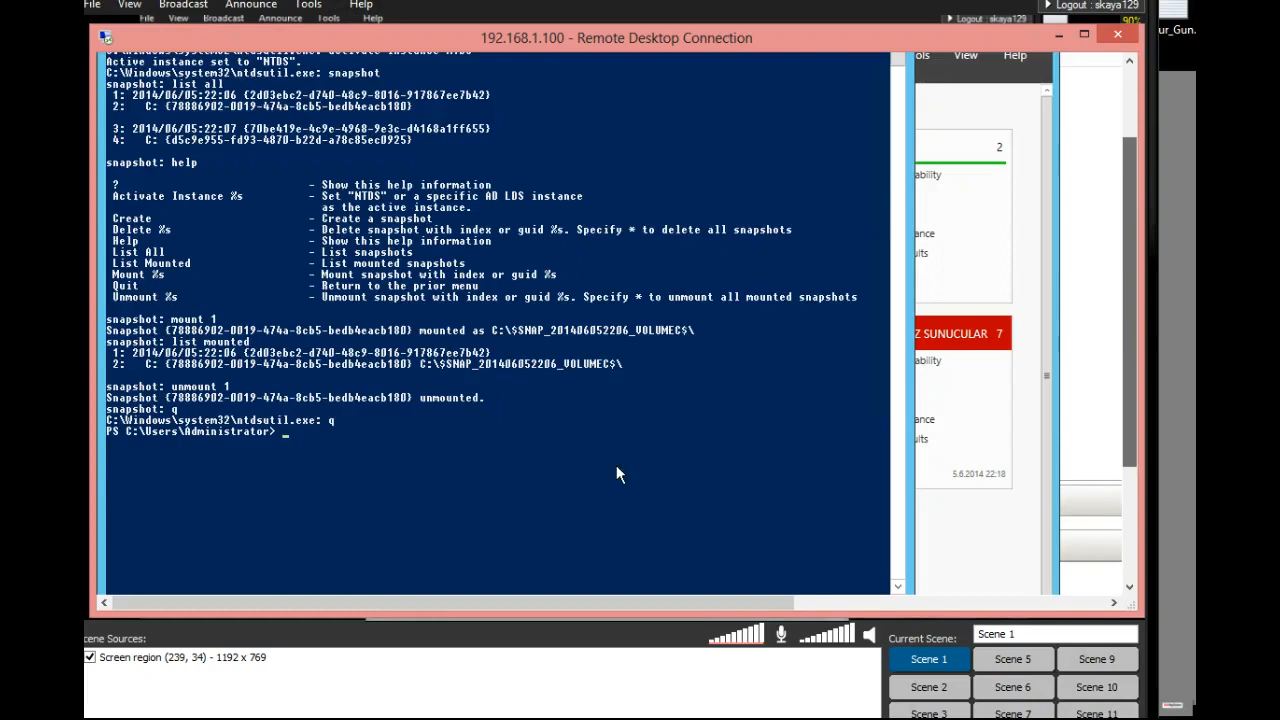 File View Broadcast Announce Tools Help Logout : skaya129
File View Broadcast Announce Tools Help Logout : skaya129 90%
ur_Gun.
192.168.1.100 - Remote Desktop Connection
Active instance set to "NTDS".
C:\Windows\system32\ntdsutil.exe: snapshot
snapshot: list all
1: 2014/06/05:22:06 {2d03ebc2-d740-48c9-8016-917867ee7b42}
2: C: {78886902-0019-474a-8cb5-bedb4eacb180}
3: 2014/06/05:22:07 {70be419e-4c9e-4968-9e3c-d4168a1ff655}
4: C: {d5c9e955-fd93-4870-b22d-a78c85ec0925}
snapshot: help
? - Show this help information
Activate Instance %s - Set "NTDS" or a specific AD LDS instance
as the active instance.
Create - Create a snapshot
Delete %s - Delete snapshot with index or guid %s. Specify * to delete all snapshots
Help - Show this help information
List All - List snapshots
List Mounted - List mounted snapshots
Mount %s - Mount snapshot with index or guid %s
Quit - Return to the prior menu
Unmount %s - Unmount snapshot with index or guid %s. Specify * to unmount all mounted snapshots
snapshot: mount 1
Snapshot {78886902-0019-474a-8cb5-bedb4eacb180} mounted as C:\$SNAP_201406052206_VOLUMEC$\
snapshot: list mounted
1: 2014/06/05:22:06 {2d03ebc2-d740-48c9-8016-917867ee7b42}
2: C: {78886902-0019-474a-8cb5-bedb4eacb180} C:\$SNAP_201406052206_VOLUMEC$\
snapshot: unmount 1
Snapshot {78886902-0019-474a-8cb5-bedb4eacb180} unmounted.
snapshot: q
C:\Windows\system32\ntdsutil.exe: q
PS C:\Users\Administrator> _
ols View Help
2
ability
ance
ults
Z SUNUCULAR 7
ability
ance
ults
5.6.2014 22:18
cene Sources:
Screen region (239, 34) - 1192 x 769
Current Scene: Scene 1
Scene 1 Scene 5 Scene 9
Scene 2 Scene 6 Scene 10
Scene 3 Scene 7 Scene 11